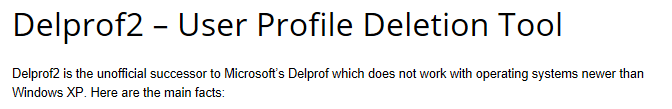 Delprof2 – User Profile Deletion Tool
Delprof2 is the unofficial successor to Microsoft's Delprof which does not work with operating systems newer than
Windows XP. Here are the main facts: